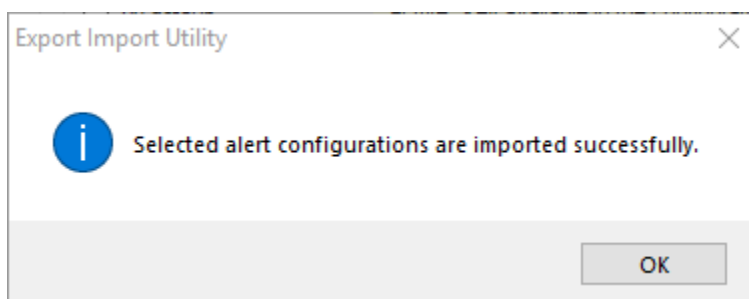 Export Import Utility
Selected alert configurations are imported successfully.
OK